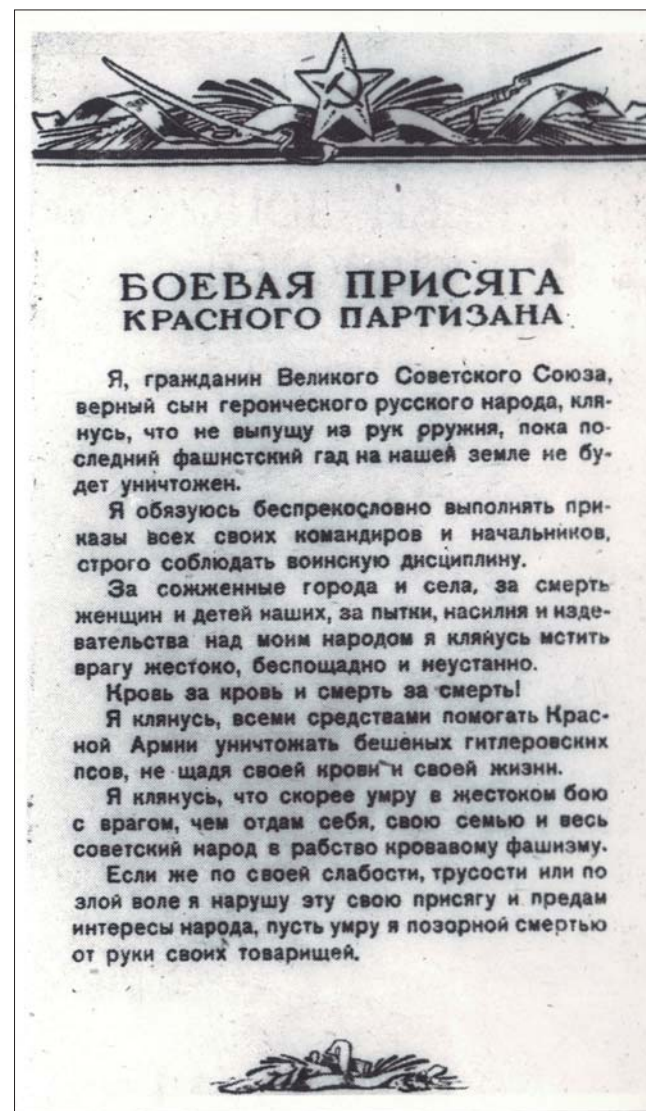 БОЕВАЯ ПРИСЯГА
КРАСНОГО ПАРТИЗАНА
Я, гражданин Великого Советского Союза,
верный сын героического русского народа, кля-
нусь, что не выпущу из рук оружия, пока по-
следний фашистский гад на нашей земле не бу-
дет уничтожен.
Я обязуюсь беспрекословно выполнять при-
казы всех своих командиров и начальников,
строго соблюдать воинскую дисциплину.
За сожженные города и села, за смерть
женщин и детей наших, за пытки, насилия и изде-
вательства над моим народом я клянусь мстить
врагу жестоко, беспощадно и неустанно.
Кровь за кровь и смерть за смерть!
Я клянусь, всеми средствами помогать Крас-
ной Армии уничтожать бешеных гитлеровских
псов, не щадя своей крови и своей жизни.
Я клянусь, что скорее умру в жестоком бою
с врагом, чем отдам себя, свою семью и весь
советский народ в рабство кровавому фашизму.
Если же по своей слабости, трусости или по
злой воле я нарушу эту свою присягу и предам
интересы народа, пусть умру я позорной смертью
от руки своих товарищей.